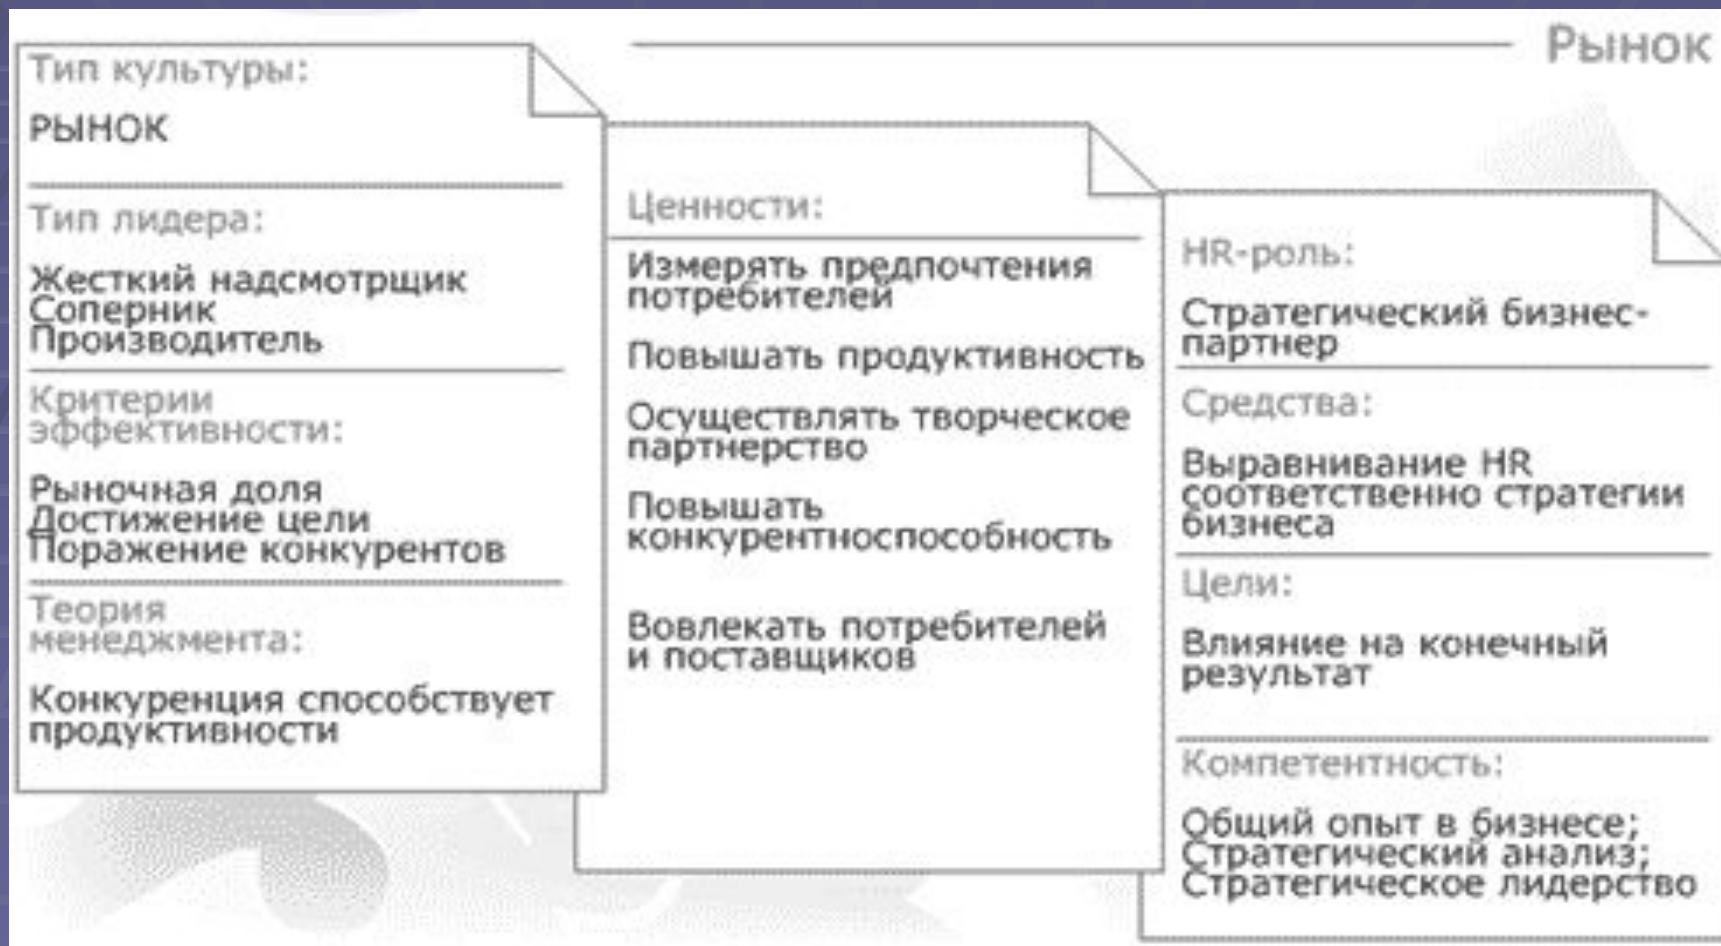 Рынок
Тип культуры:
РЫНОК
Тип лидера:
Жесткий надсмотрщик
Соперник
Производитель
Критерии
эффективности:
Рыночная доля
Достижение цели
Поражение конкурентов
Теория
менеджмента:
Конкуренция способствует
продуктивности
Ценности:
Измерять предпочтения
потребителей
Повышать продуктивность
Осуществлять творческое
партнерство
Повышать
конкурентноспособность
Вовлекать потребителей
и поставщиков
HR-роль:
Стратегический бизнес-
партнер
Средства:
Выравнивание HR
соответственно стратегии
бизнеса
Цели:
Влияние на конечный
результат
Компетентность:
Общий опыт в бизнесе;
Стратегический анализ;
Стратегическое лидерство